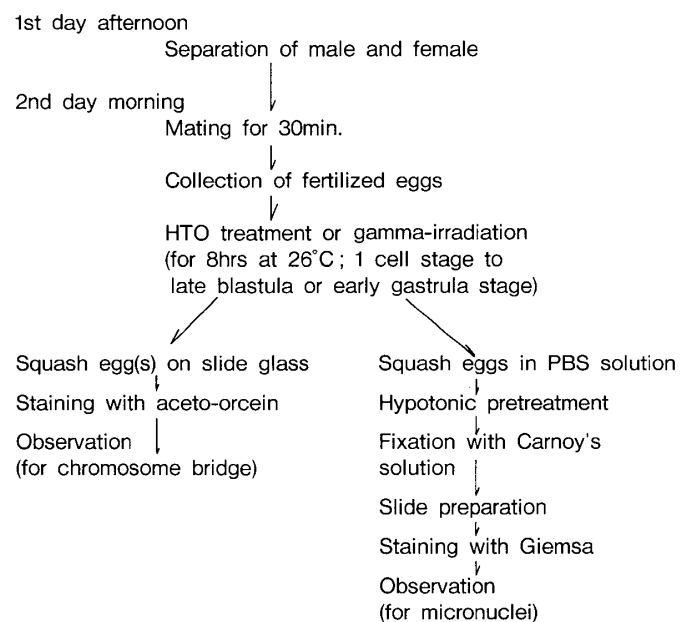 1st day afternoon
Separation of male and female
2nd day morning
Mating for 30min.
Collection of fertilized eggs
HTO treatment or gamma-irradiation
(for 8hrs at 26°C; 1 cell stage to
late blastula or early gastrula stage)
Squash egg(s) on slide glass
Staining with aceto-orcein
Observation
(for chromosome bridge)
Squash eggs in PBS solution
Hypotonic pretreatment
Fixation with Carnoy's
solution
Slide preparation
Staining with Giemsa
Observation
(for micronuclei)